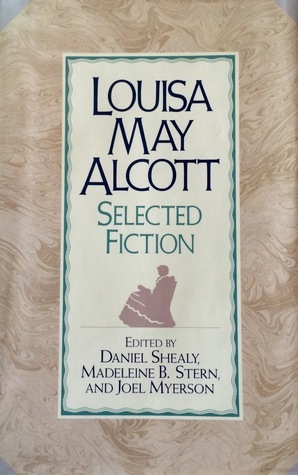 LOUISA
MAY
ALCOTT
SELECTED
FICTION
EDITED BY
DANIEL SHEALY,
MADELEINE B. STERN,
AND JOEL MYERSON